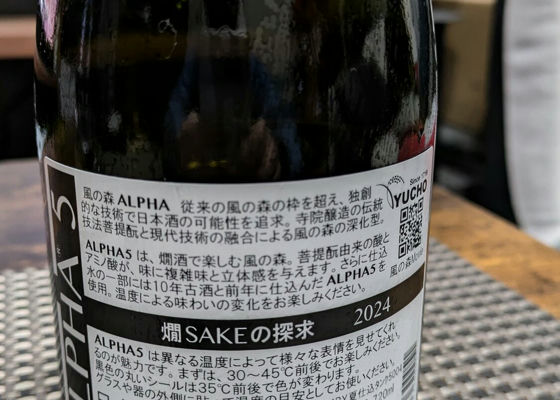 風の森 ALPHA 従来の風の森の枠を超え、独創
的な技術で日本酒の可能性を追求。寺院醸造の伝統
技法菩提酛と現代技術の融合による風の森の深化型。
Since 1719
YUCHO
ALPHA5 は、燗酒で楽しむ風の森。菩提酛由来の酸と
アミノ酸が、味に複雑味と立体感を与えます。さらに仕込
水の一部には10年古酒と前年に仕込んだ ALPHA5 を
使用。温度による味わいの変化をお楽しみください。
ALPHA 5
燗SAKEの探求 2024
ALPHA5 は異なる温度によって様々な表情を見せてくれ
るのが魅力です。まずは、30〜45℃前後でお楽しみください。
黒色の丸いシールは35℃前後で色が変わります。
グラスや器の外側に貼って温度の目安としてお使いください。
720ml